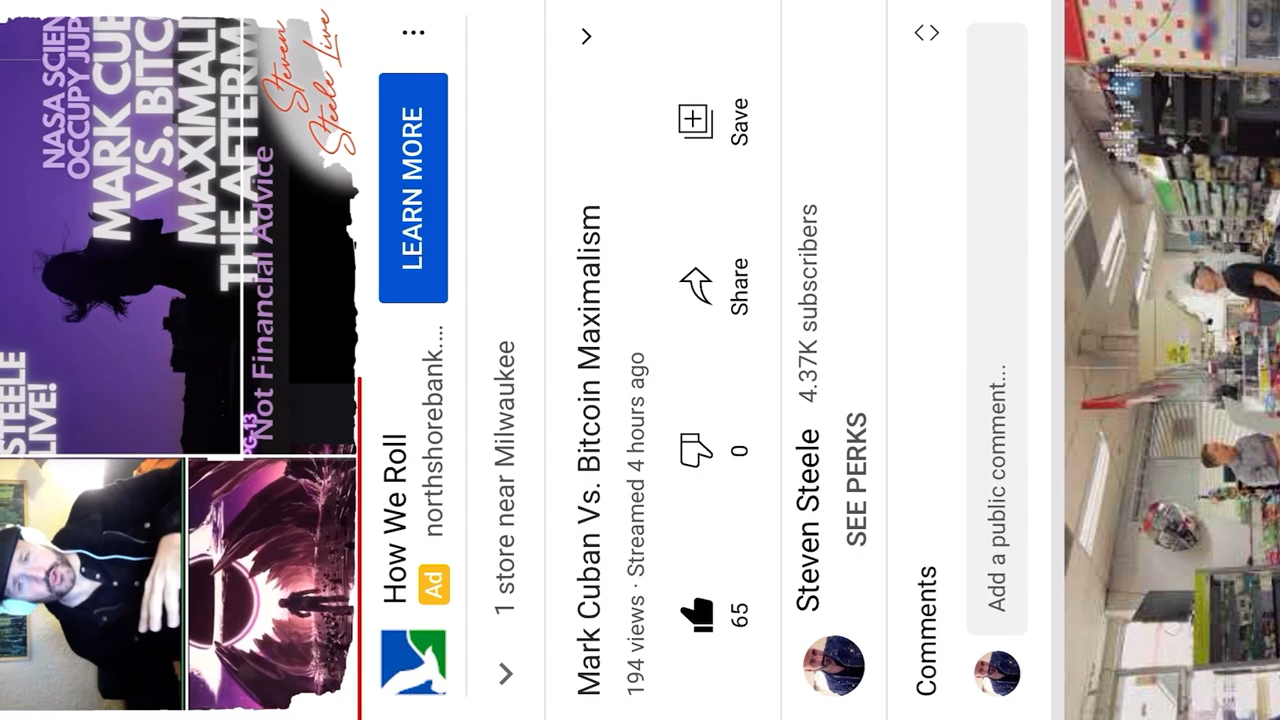 STEELE
LIVE!
NASA SCIEN
OCCUPY JUP
MARK CUB
VS. BITC
MAXIMALI
THE AFTERM
Not Financial Advice
PG-13
Steven
Steele Live
How We Roll
Ad northshorebank....
LEARN MORE
1 store near Milwaukee
Mark Cuban Vs. Bitcoin Maximalism
194 views · Streamed 4 hours ago
65
0
Share
Save
Steven Steele 4.37K subscribers
SEE PERKS
Comments
Add a public comment...